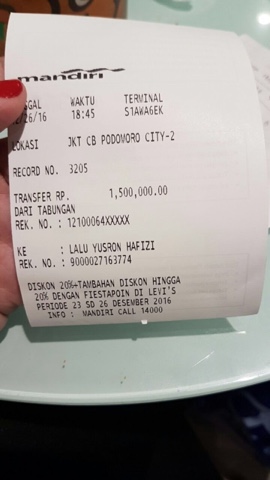 mandiri
GGAL WAKTU TERMINAL
/26/16 18:45 S1AWA6EK
LOKASI JKT CB PODOMORO CITY-2
RECORD NO. 3205
TRANSFER RP. 1,500,000.00
DARI TABUNGAN
REK. NO. : 12100064XXXXX
KE : LALU YUSRON HAFIZI
REK. NO. : 9000027163774
DISKON 20%+TAMBAHAN DISKON HINGGA
20% DENGAN FIESTAPOIN DI LEVI'S
PERIODE 23 SD 26 DESEMBER 2016
INFO : MANDIRI CALL 14000